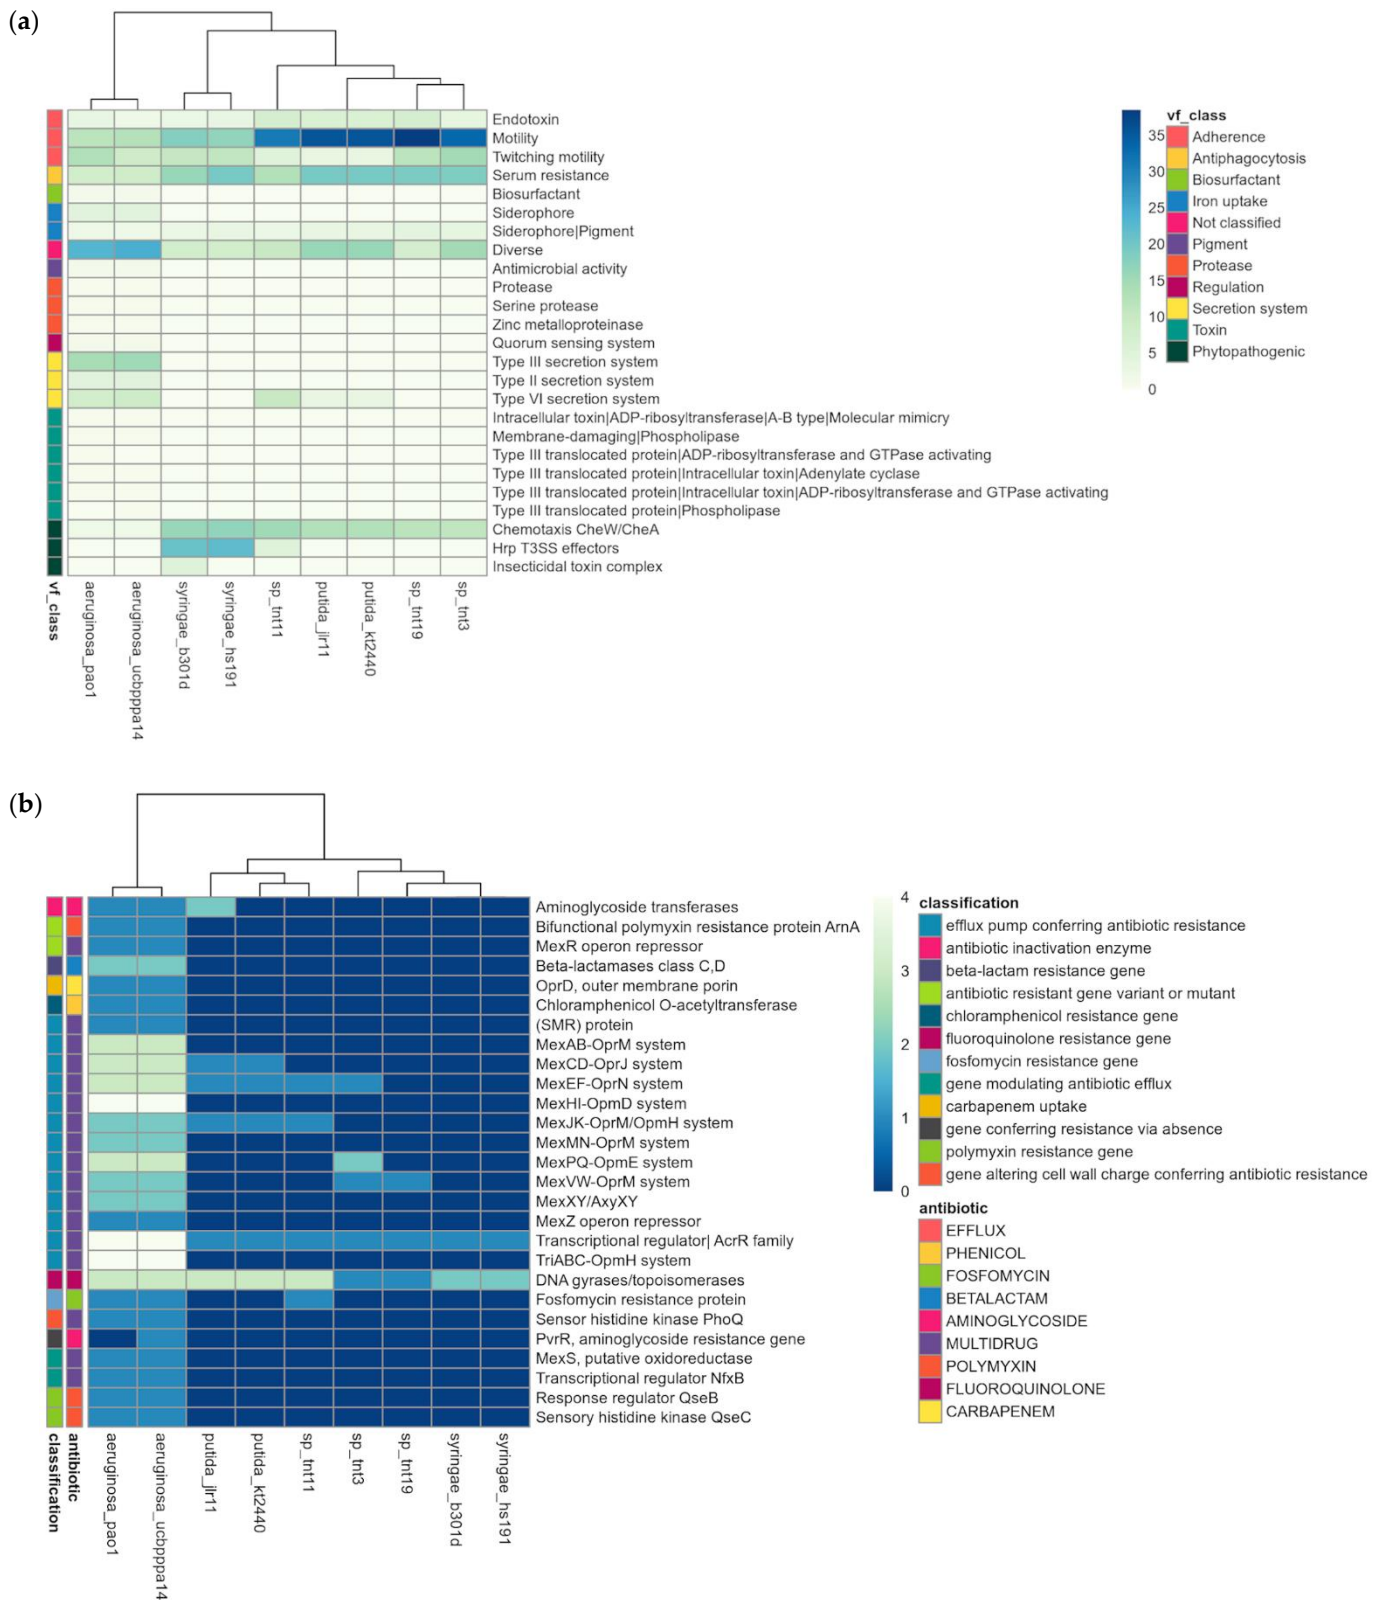 (a)
Endotoxin
Motility
Twitching motility
Serum resistance
Biosurfactant
Siderophore
Siderophore|Pigment
Diverse
Antimicrobial activity
Protease
Serine protease
Zinc metalloproteinase
Quorum sensing system
Type III secretion system
Type II secretion system
Type VI secretion system
Intracellular toxin|ADP-ribosyltransferase|A-B type|Molecular mimicry
Membrane-damaging|Phospholipase
Type III translocated protein|ADP-ribosyltransferase and GTPase activating
Type III translocated protein|Intracellular toxin|Adenylate cyclase
Type III translocated protein|Intracellular toxin|ADP-ribosyltransferase and GTPase activating
Type III translocated protein|Phospholipase
Chemotaxis CheW/CheA
Hrp T3SS effectors
Insecticidal toxin complex
vf_class
aeruginosa_pao1
aeruginosa_ucbpppa14
syringae_b301d
syringae_hs191
sp_tnt11
putida_jlr11
putida_kt2440
sp_tnt19
sp_tnt3
35
30
25
20
15
10
5
0
vf_class
Adherence
Antiphagocytosis
Biosurfactant
Iron uptake
Not classified
Pigment
Protease
Regulation
Secretion system
Toxin
Phytopathogenic
(b)
Aminoglycoside transferases
Bifunctional polymyxin resistance protein ArnA
MexR operon repressor
Beta-lactamases class C,D
OprD, outer membrane porin
Chloramphenicol O-acetyltransferase
(SMR) protein
MexAB-OprM system
MexCD-OprJ system
MexEF-OprN system
MexHI-OpmD system
MexJK-OprM/OpmH system
MexMN-OprM system
MexPQ-OpmE system
MexVW-OprM system
MexXY/AxyXY
MexZ operon repressor
Transcriptional regulator| AcrR family
TriABC-OpmH system
DNA gyrases/topoisomerases
Fosfomycin resistance protein
Sensor histidine kinase PhoQ
PvrR, aminoglycoside resistance gene
MexS, putative oxidoreductase
Transcriptional regulator NfxB
Response regulator QseB
Sensory histidine kinase QseC
classification
antibiotic
aeruginosa_pao1
aeruginosa_ucbpppa14
putida_jlr11
putida_kt2440
sp_tnt11
sp_tnt3
sp_tnt19
syringae_b301d
syringae_hs191
4
3
2
1
0
classification
efflux pump conferring antibiotic resistance
antibiotic inactivation enzyme
beta-lactam resistance gene
antibiotic resistant gene variant or mutant
chloramphenicol resistance gene
fluoroquinolone resistance gene
fosfomycin resistance gene
gene modulating antibiotic efflux
carbapenem uptake
gene conferring resistance via absence
polymyxin resistance gene
gene altering cell wall charge conferring antibiotic resistance
antibiotic
EFFLUX
PHENICOL
FOSFOMYCIN
BETALACTAM
AMINOGLYCOSIDE
MULTIDRUG
POLYMYXIN
FLUOROQUINOLONE
CARBAPENEM